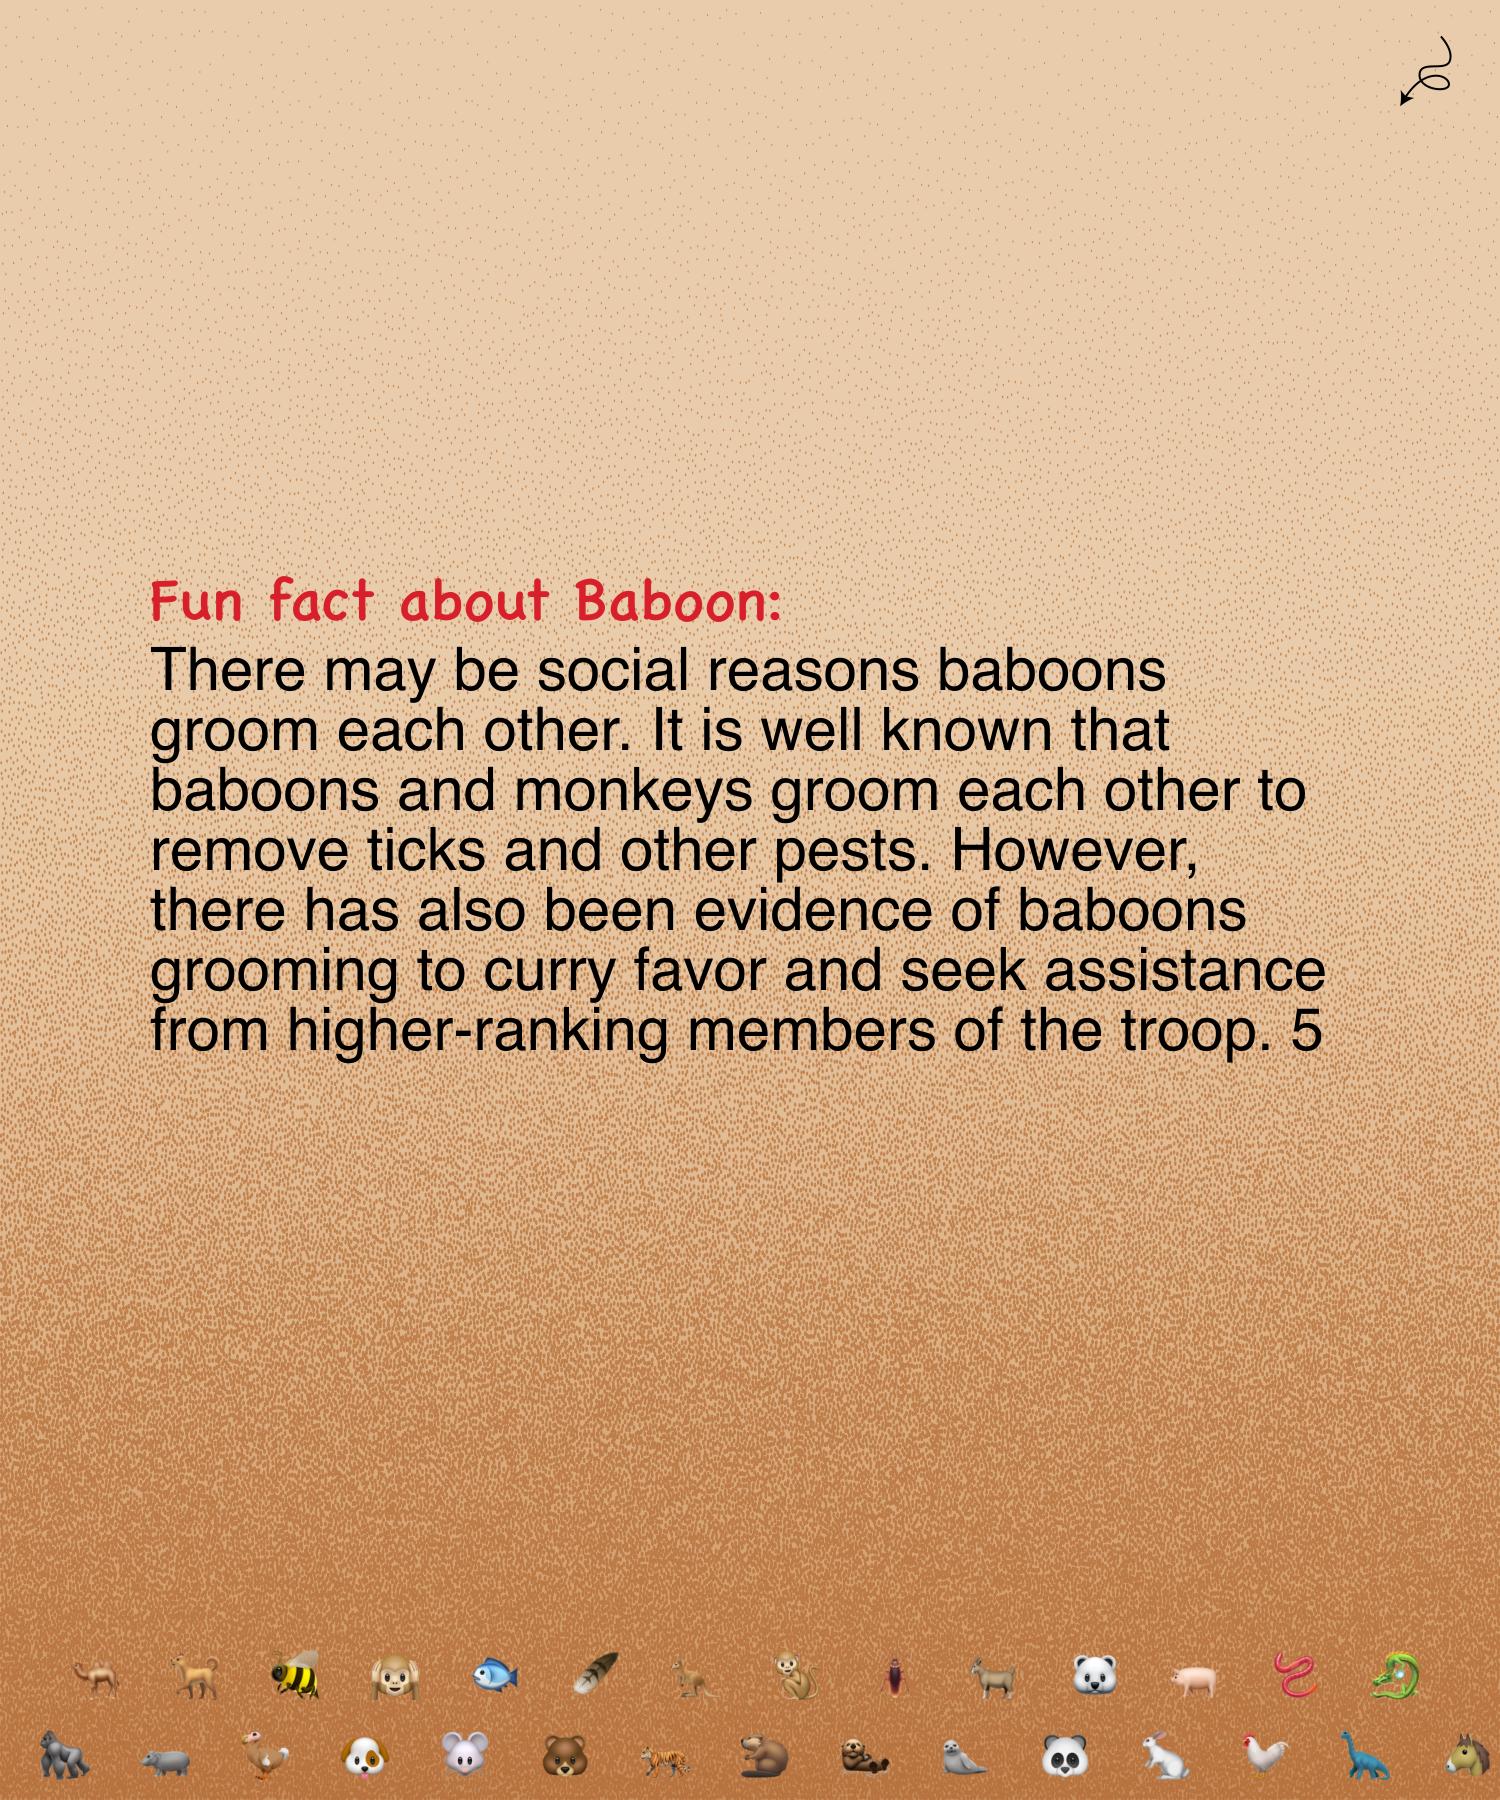 Fun fact about Baboon:
There may be social reasons baboons
groom each other. It is well known that
baboons and monkeys groom each other to
remove ticks and other pests. However,
there has also been evidence of baboons
grooming to curry favor and seek assistance
from higher-ranking members of the troop. 5